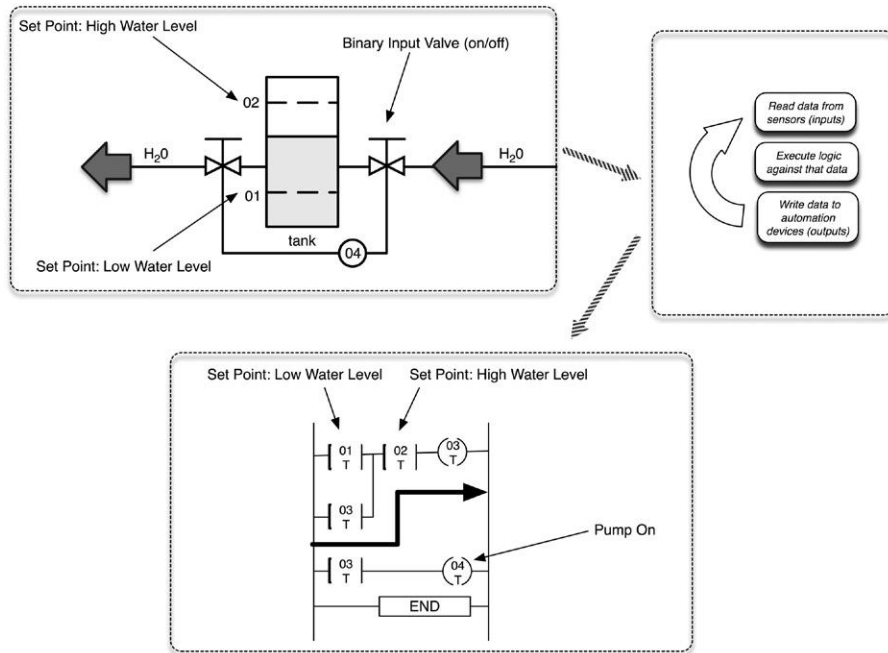 Set Point: High Water Level
Binary Input Valve (on/off)
02
H20
H20
01
tank
04
Set Point: Low Water Level
Read data from
sensors (inputs)
Execute logic
against that data
Write data to
automation
devices (outputs)
Set Point: Low Water Level
Set Point: High Water Level
01
T
02
T
03
T
03
T
Pump On
03
T
04
T
END